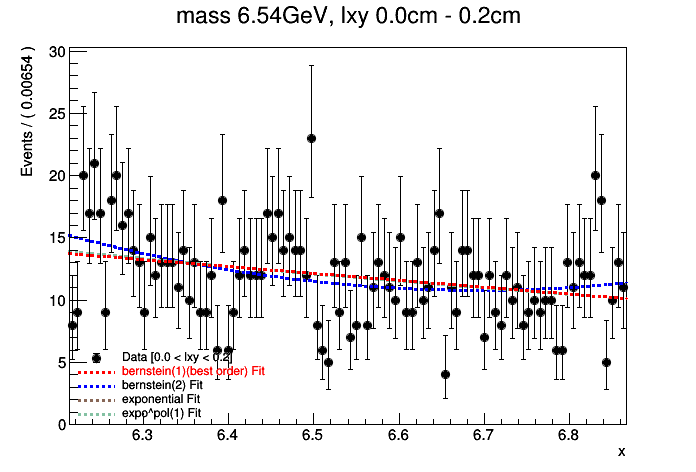 mass 6.54GeV, lxy 0.0cm - 0.2cm
Events / ( 0.00654 )
30
25
20
15
10
5
0
Data [0.0 < lxy < 0.2]
bernstein(1)(best order) Fit
bernstein(2) Fit
exponential Fit
expp^pol(1) Fit
6.3 6.4 6.5 6.6 6.7 6.8
x